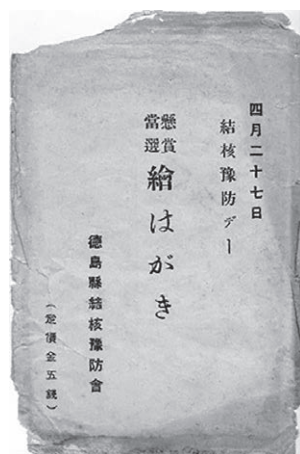 四月二十七日
結核豫防デー
懸賞
當選
繪はがき
德島縣結核豫防會
（定價金五錢）